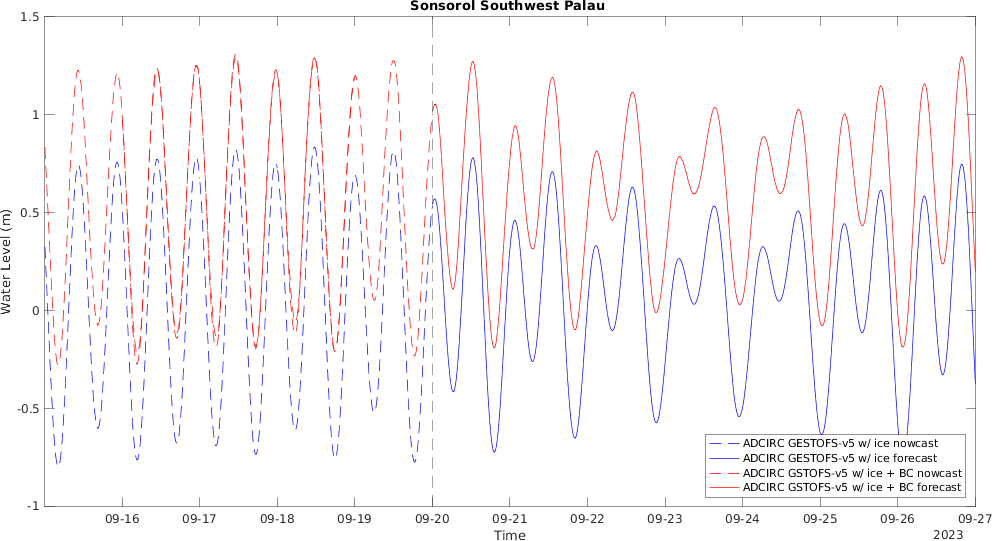 Sonsorol Southwest Palau
1.5
1
0.5
0
-0.5
-1
Water Level (m)
ADCIRC GESTOFS-v5 w/ ice nowcast
ADCIRC GESTOFS-v5 w/ ice forecast
ADCIRC GSTOFS-v5 w/ ice + BC nowcast
ADCIRC GSTOFS-v5 w/ ice + BC forecast
09-16 09-17 09-18 09-19 09-20 09-21 09-22 09-23 09-24 09-25 09-26 09-27
Time
2023